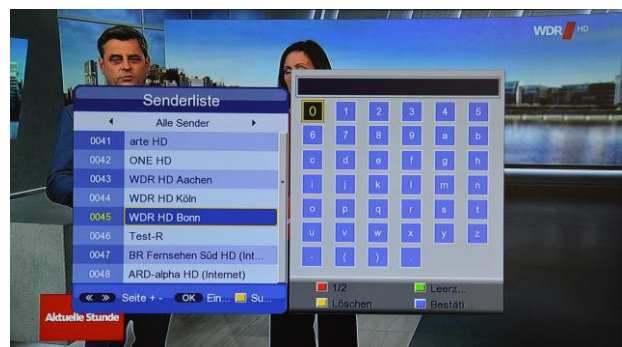 WDR HD
Senderliste
Alle Sender
0041 arte HD
0042 ONE HD
0043 WDR HD Aachen
0044 WDR HD Köln
0045 WDR HD Bonn
0046 Test-R
0047 BR Fernsehen Süd HD (Int...
0048 ARD-alpha HD (Internet)
Seite + - OK Ein... Su...
0 1 2 3 4 5
6 7 8 9 a b
c d e f g h
i j k l m n
o p q r s t
u v w x y z
- ( ) .
1/2 Leerz...
Löschen Bestäti...
Aktuelle Stunde